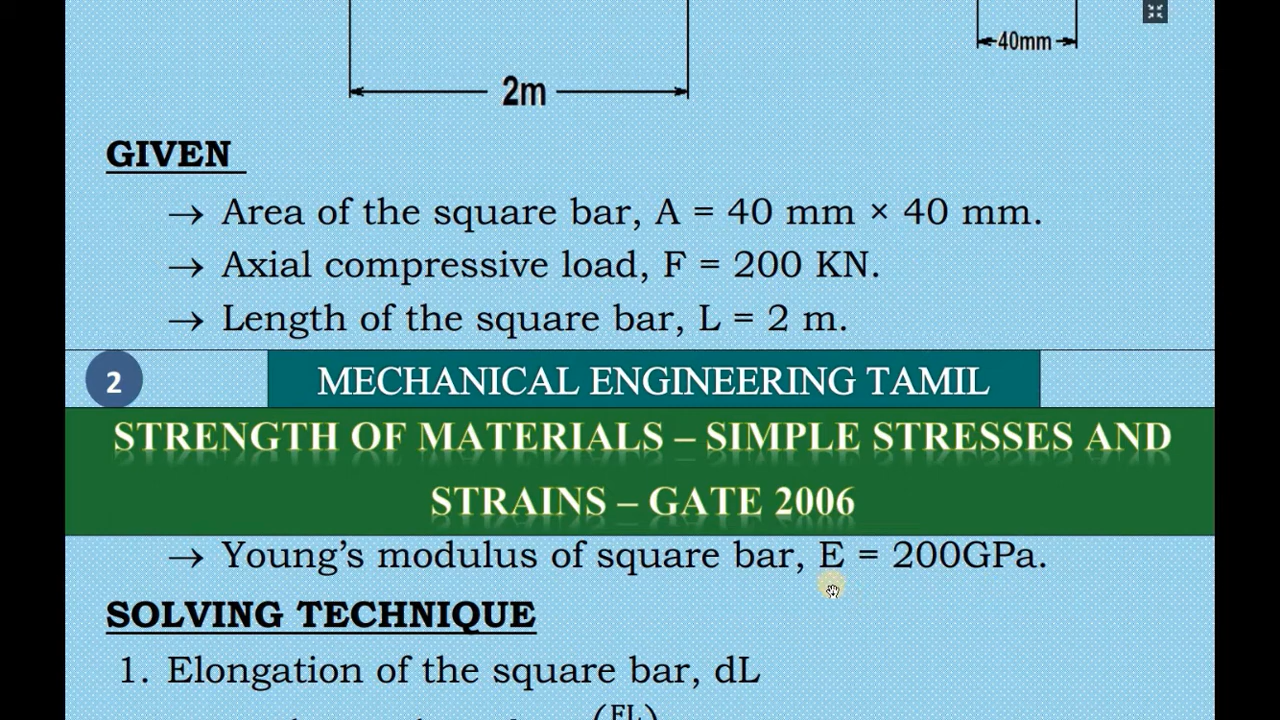 40mm
2m
GIVEN
→ Area of the square bar, A = 40 mm × 40 mm.
→ Axial compressive load, F = 200 KN.
→ Length of the square bar, L = 2 m.
2
MECHANICAL ENGINEERING TAMIL
STRENGTH OF MATERIALS – SIMPLE STRESSES AND
STRAINS – GATE 2006
→ Young’s modulus of square bar, E = 200GPa.
SOLVING TECHNIQUE
1. Elongation of the square bar, dL
(FL)